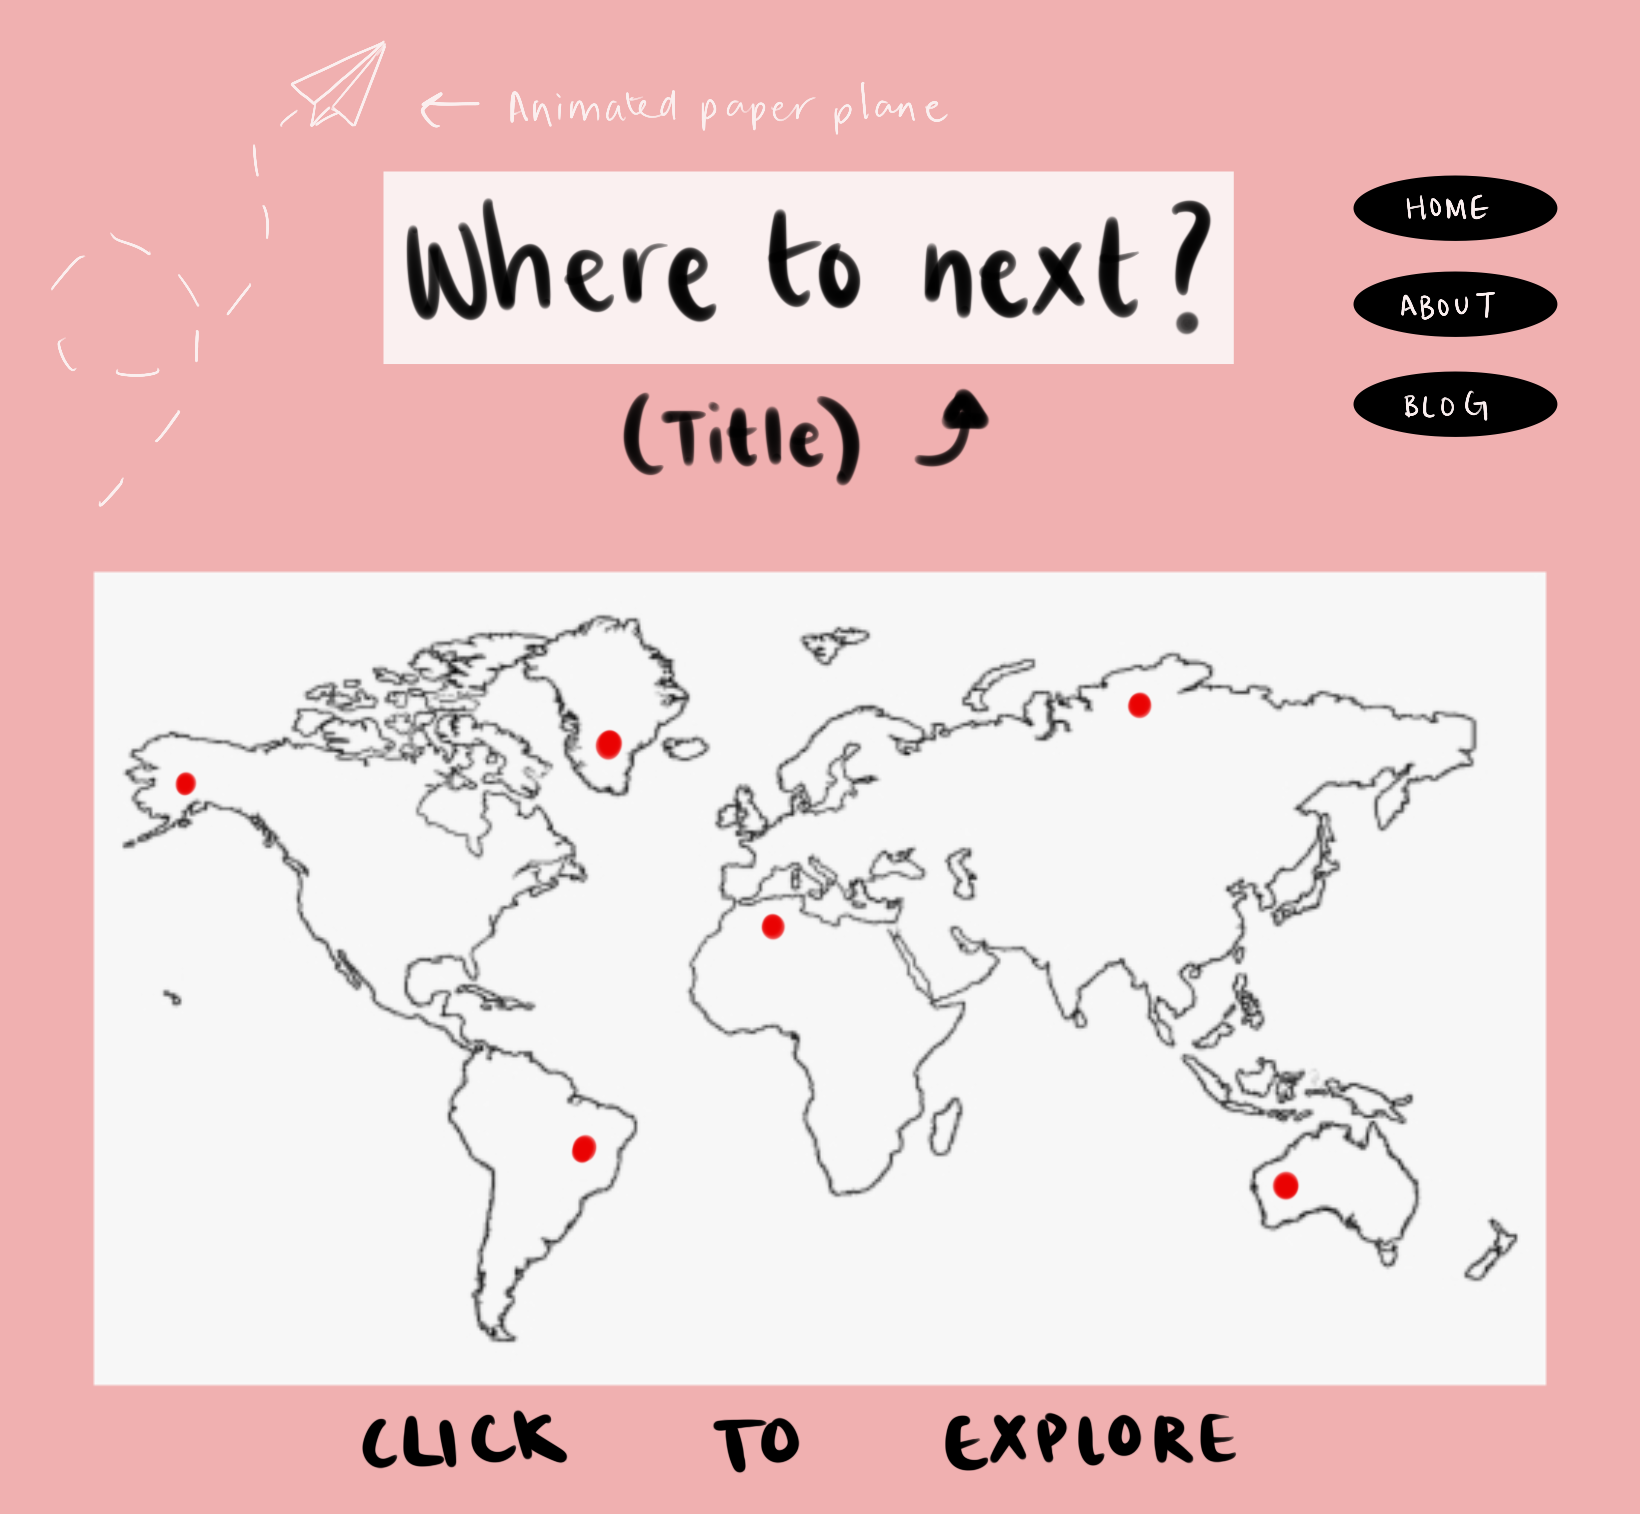 ← Animated paper plane
Where to next?
(Title)
HOME
ABOUT
BLOG
CLICK TO EXPLORE